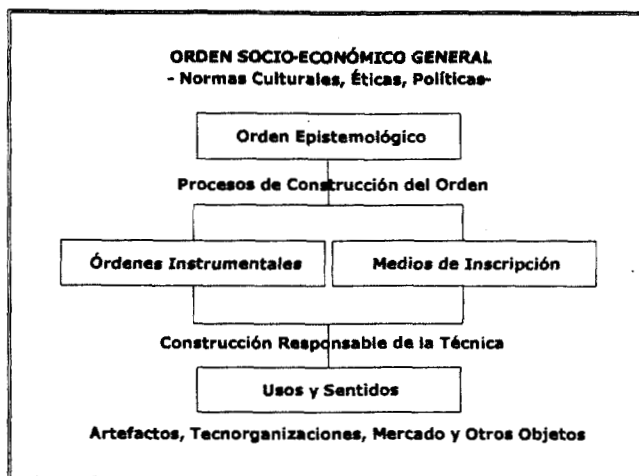 ORDEN SOCIO-ECONÓMICO GENERAL
- Normas Culturales, Éticas, Políticas-
Orden Epistemológico
Procesos de Construcción del Orden
Órdenes Instrumentales
Medios de Inscripción
Construcción Responsable de la Técnica
Usos y Sentidos
Artefactos, Tecnorganizaciones, Mercado y Otros Objetos